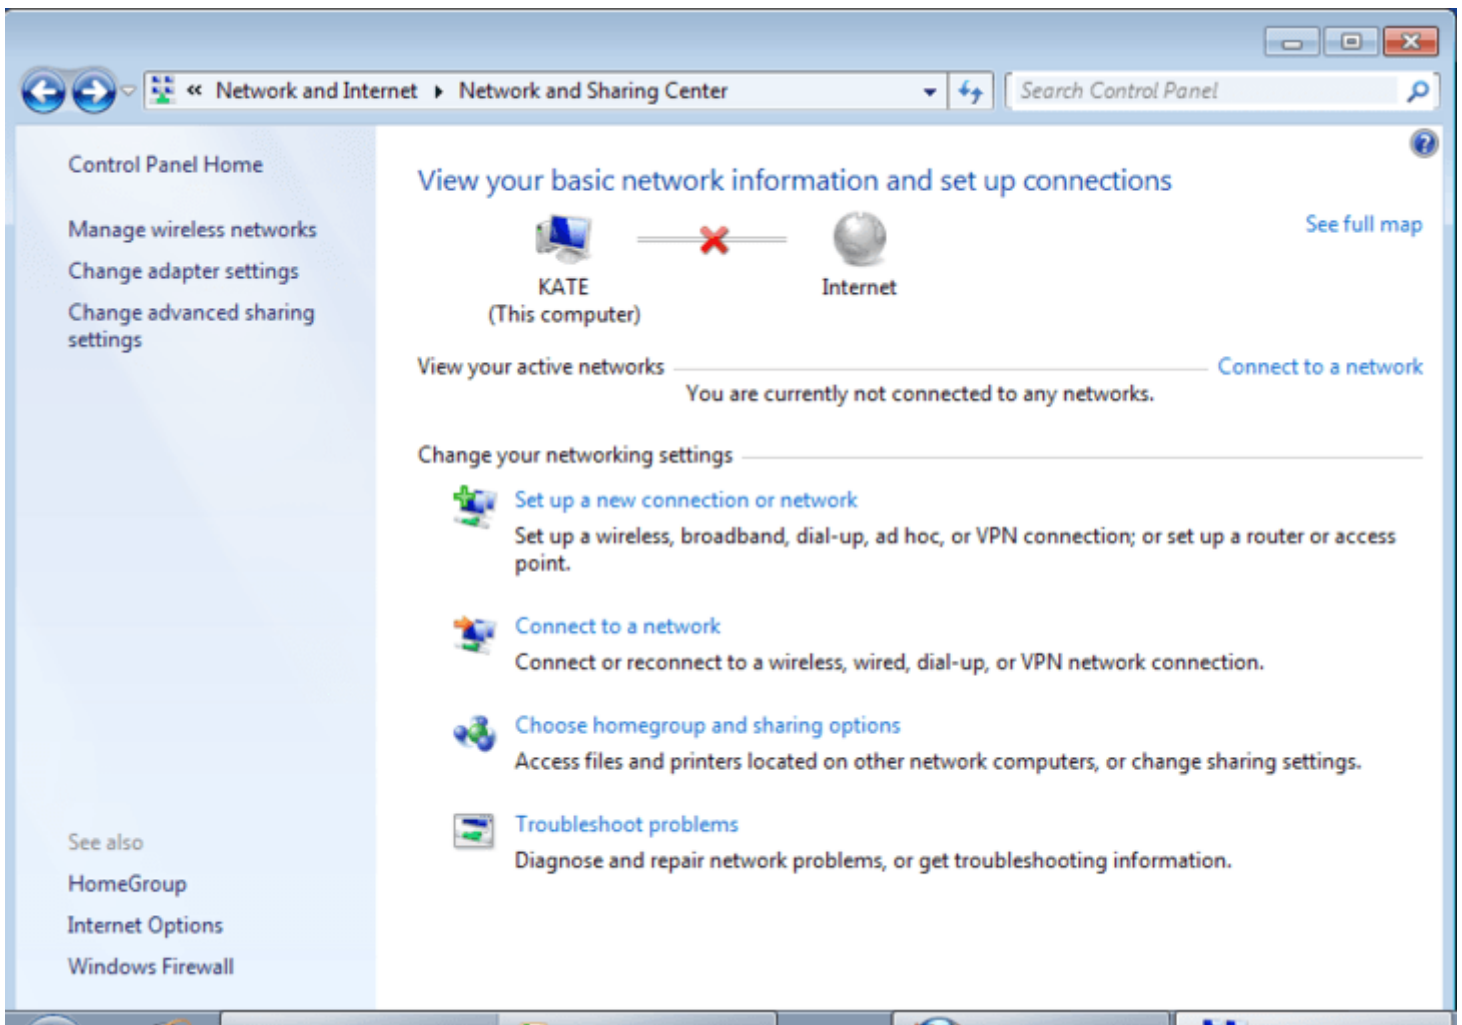 « Network and Internet ▸ Network and Sharing Center
Search Control Panel
Control Panel Home
Manage wireless networks
Change adapter settings
Change advanced sharing
settings
See also
HomeGroup
Internet Options
Windows Firewall
View your basic network information and set up connections
See full map
KATE
(This computer)
Internet
View your active networks
Connect to a network
You are currently not connected to any networks.
Change your networking settings
Set up a new connection or network
Set up a wireless, broadband, dial-up, ad hoc, or VPN connection; or set up a router or access
point.
Connect to a network
Connect or reconnect to a wireless, wired, dial-up, or VPN network connection.
Choose homegroup and sharing options
Access files and printers located on other network computers, or change sharing settings.
Troubleshoot problems
Diagnose and repair network problems, or get troubleshooting information.